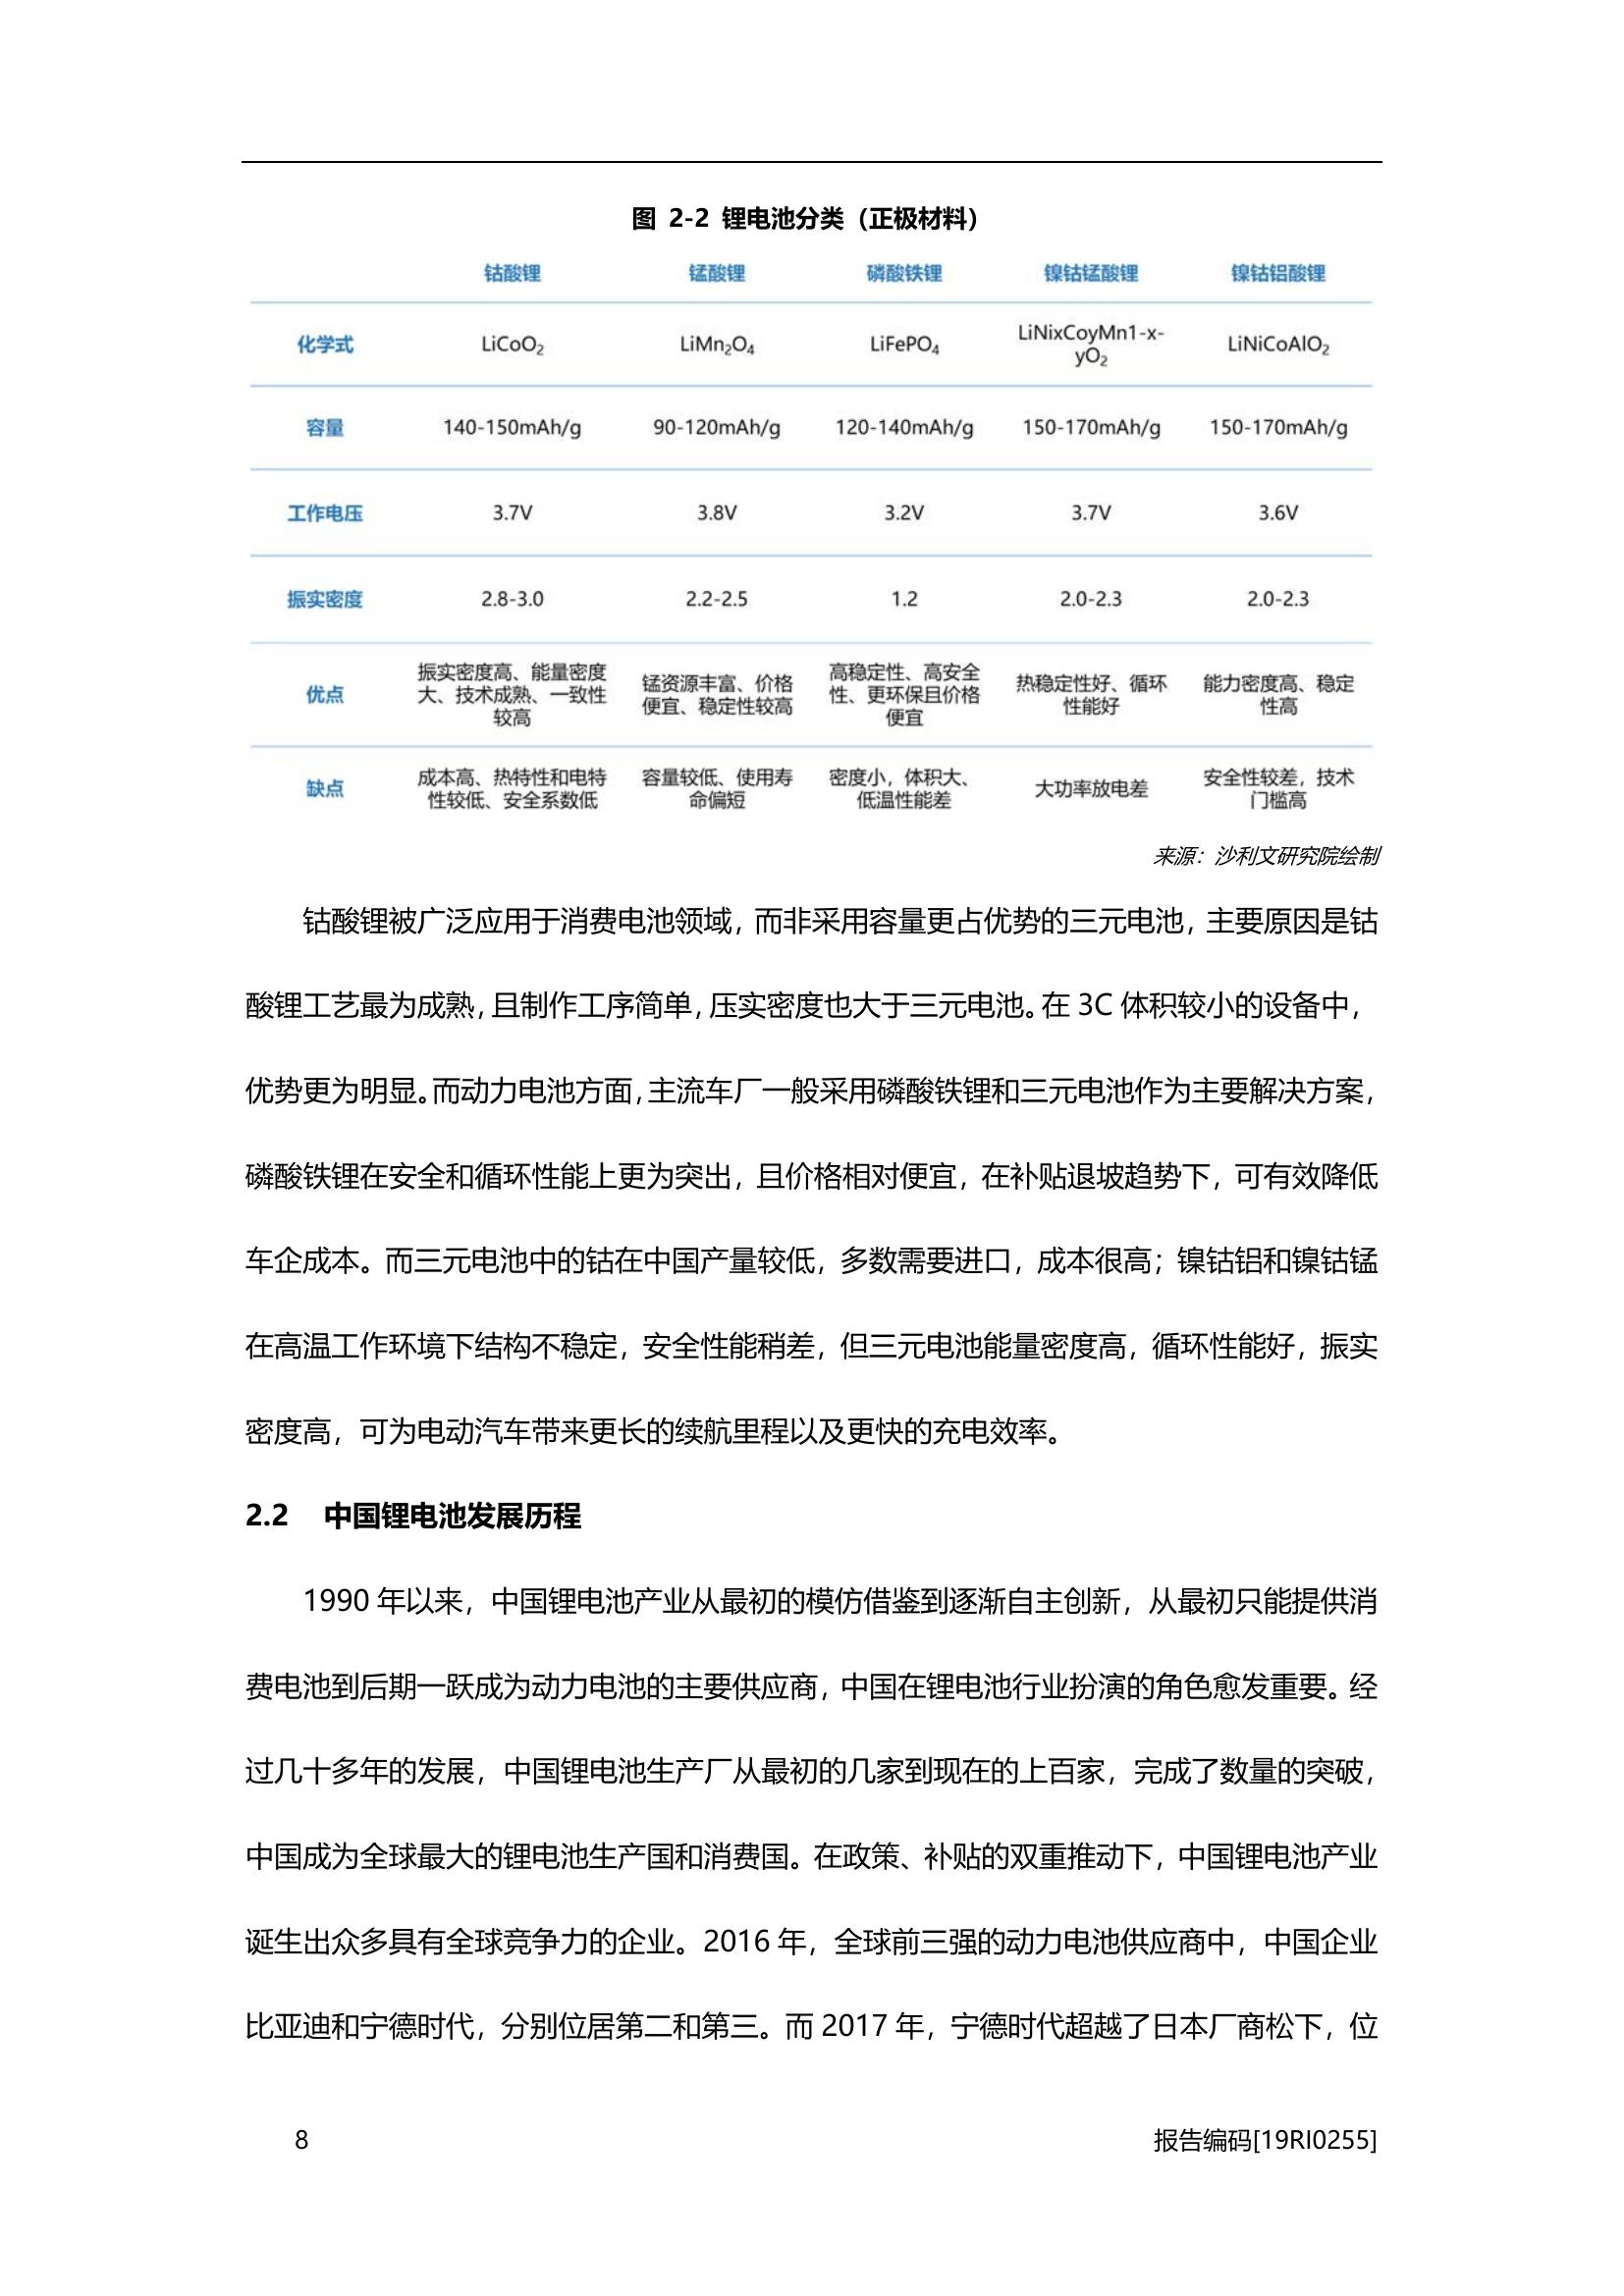 图 2-2 锂电池分类（正极材料）
钴酸锂 锰酸锂 磷酸铁锂 镍钴锰酸锂 镍钴铝酸锂
化学式 LiCoO₂ LiMn₂O₄ LiFePO₄ LiNixCoyMn1-x-yO₂ LiNiCoAlO₂
容量 140-150mAh/g 90-120mAh/g 120-140mAh/g 150-170mAh/g 150-170mAh/g
工作电压 3.7V 3.8V 3.2V 3.7V 3.6V
振实密度 2.8-3.0 2.2-2.5 1.2 2.0-2.3 2.0-2.3
优点
振实密度高、能量密度
大、技术成熟、一致性
较高
锰资源丰富、价格
便宜、稳定性较高
高稳定性、高安全
性、更环保且价格
便宜
热稳定性好、循环
性能好
能力密度高、稳定
性高
缺点
成本高、热特性和电特
性较低、安全系数低
容量较低、使用寿
命偏短
密度小，体积大、
低温性能差
大功率放电差
安全性较差，技术
门槛高
来源：沙利文研究院绘制
钴酸锂被广泛应用于消费电池领域，而非采用容量更占优势的三元电池，主要原因是钴
酸锂工艺最为成熟，且制作工序简单，压实密度也大于三元电池。在 3C 体积较小的设备中，
优势更为明显。而动力电池方面，主流车厂一般采用磷酸铁锂和三元电池作为主要解决方案，
磷酸铁锂在安全和循环性能上更为突出，且价格相对便宜，在补贴退坡趋势下，可有效降低
车企成本。而三元电池中的钴在中国产量较低，多数需要进口，成本很高；镍钴铝和镍钴锰
在高温工作环境下结构不稳定，安全性能稍差，但三元电池能量密度高，循环性能好，振实
密度高，可为电动汽车带来更长的续航里程以及更快的充电效率。
2.2 中国锂电池发展历程
1990 年以来，中国锂电池产业从最初的模仿借鉴到逐渐自主创新，从最初只能提供消
费电池到后期一跃成为动力电池的主要供应商，中国在锂电池行业扮演的角色愈发重要。经
过几十多年的发展，中国锂电池生产厂从最初的几家到现在的上百家，完成了数量的突破，
中国成为全球最大的锂电池生产国和消费国。在政策、补贴的双重推动下，中国锂电池产业
诞生出众多具有全球竞争力的企业。2016 年，全球前三强的动力电池供应商中，中国企业
比亚迪和宁德时代，分别位居第二和第三。而 2017 年，宁德时代超越了日本厂商松下，位
8 报告编码[19RI0255]